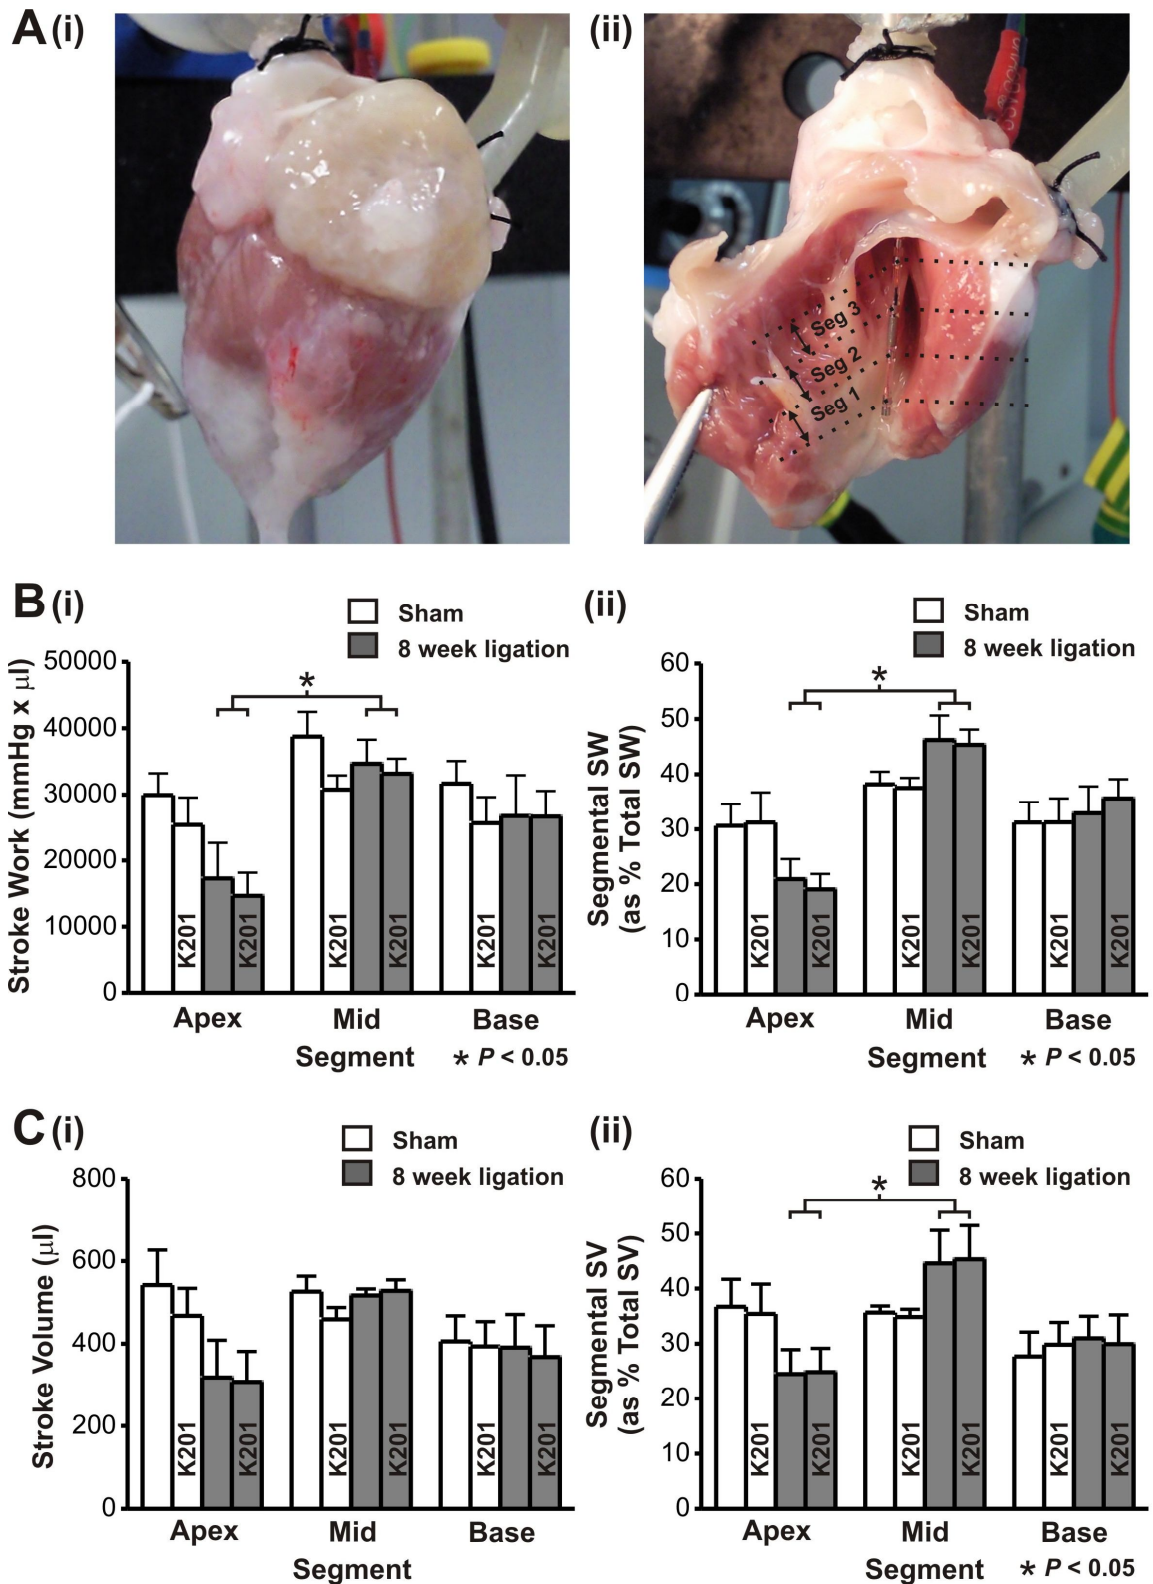 A (i)
(ii)
Seg 3
Seg 2
Seg 1
B (i)
Sham
8 week ligation
Stroke Work (mmHg x µl)
50000
40000
30000
20000
10000
0
*
K201
K201
K201
K201
K201
K201
Apex
Mid
Base
Segment
* P < 0.05
(ii)
Sham
8 week ligation
Segmental SW
(as % Total SW)
60
50
40
30
20
10
0
*
K201
K201
K201
K201
K201
K201
Apex
Mid
Base
Segment
* P < 0.05
C (i)
Sham
8 week ligation
Stroke Volume (µl)
800
600
400
200
0
K201
K201
K201
K201
K201
K201
Apex
Mid
Base
Segment
(ii)
Sham
8 week ligation
Segmental SV
(as % Total SV)
60
50
40
30
20
10
0
*
K201
K201
K201
K201
K201
K201
Apex
Mid
Base
Segment
* P < 0.05